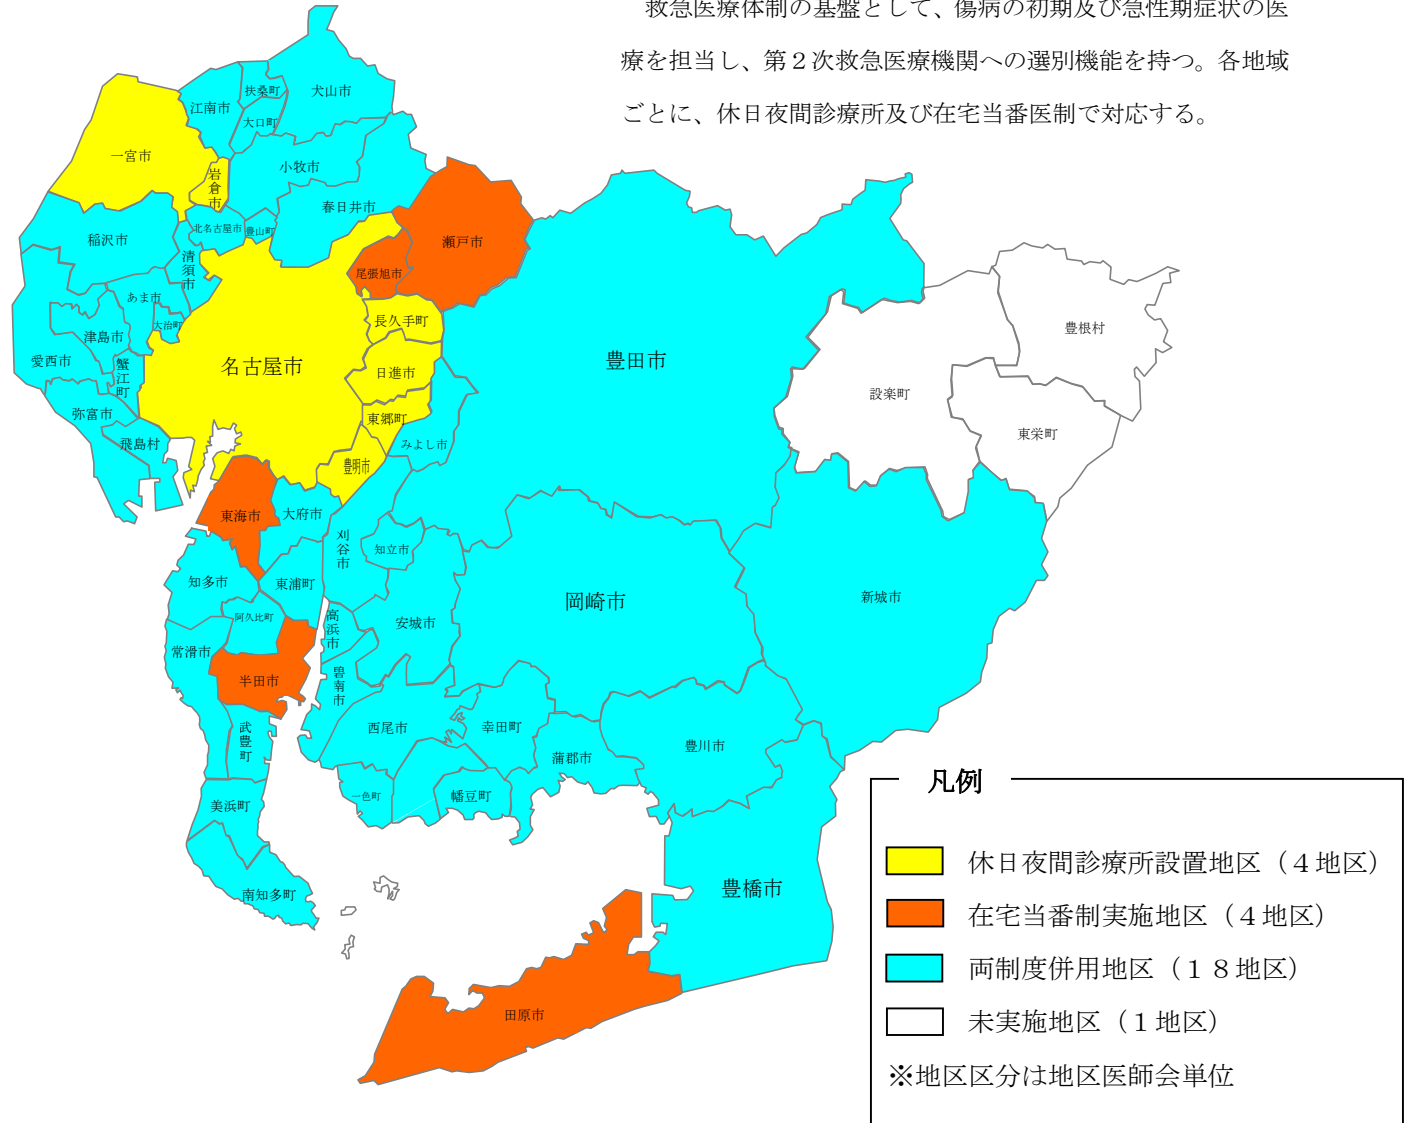 救急医療体制の基盤として、傷病の初期及び急性期症状の医
療を担当し、第２次救急医療機関への選別機能を持つ。各地域
ごとに、休日夜間診療所及び在宅当番医制で対応する。
犬山市
扶桑町
江南市
大口町
一宮市
小牧市
岩倉市
春日井市
北名古屋市
豊山町
稲沢市
瀬戸市
清須市
尾張旭市
あま市
長久手町
大治町
豊根村
津島市
愛西市
名古屋市
豊田市
蟹江町
日進市
設楽町
弥富市
東郷町
飛島村
みよし市
東栄町
豊明市
東海市
大府市
刈谷市
知立市
知多市
東浦町
岡崎市
新城市
阿久比町
高浜市
安城市
常滑市
半田市
碧南市
武豊町
西尾市
幸田町
豊川市
蒲郡市
一色町
幡豆町
美浜町
南知多町
豊橋市
田原市
凡例
休日夜間診療所設置地区（４地区）
在宅当番制実施地区（４地区）
両制度併用地区（１８地区）
未実施地区（１地区）
※地区区分は地区医師会単位